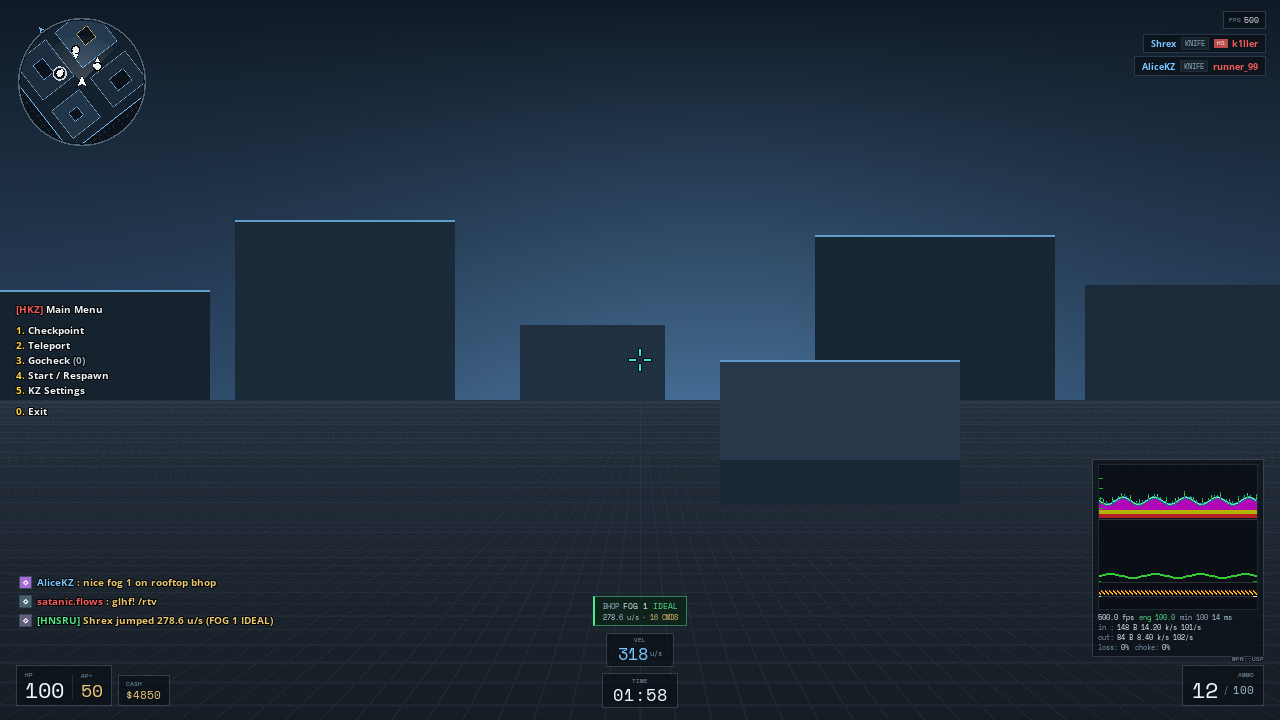 FPS 500
Shrex KNIFE HS k1ller
AliceKZ KNIFE runner_99
[HKZ] Main Menu
1. Checkpoint
2. Teleport
3. Gocheck (0)
4. Start / Respawn
5. KZ Settings
0. Exit
AliceKZ : nice fog 1 on rooftop bhop
satanic.flows : glhf! /rtv
[HNSRU] Shrex jumped 278.6 u/s (FOG 1 IDEAL)
BHOP FOG 1 IDEAL
278.6 u/s · 16 CMDS
VEL
318 u/s
TIME
01:58
HP
100
AP+
50
CASH
$4850
500.0 fps eng 100.0 min 100 14 ms
in : 148 B 14.20 k/s 101/s
out: 84 B 8.40 k/s 102/s
loss: 0% choke: 0%
AMMO
12 / 100